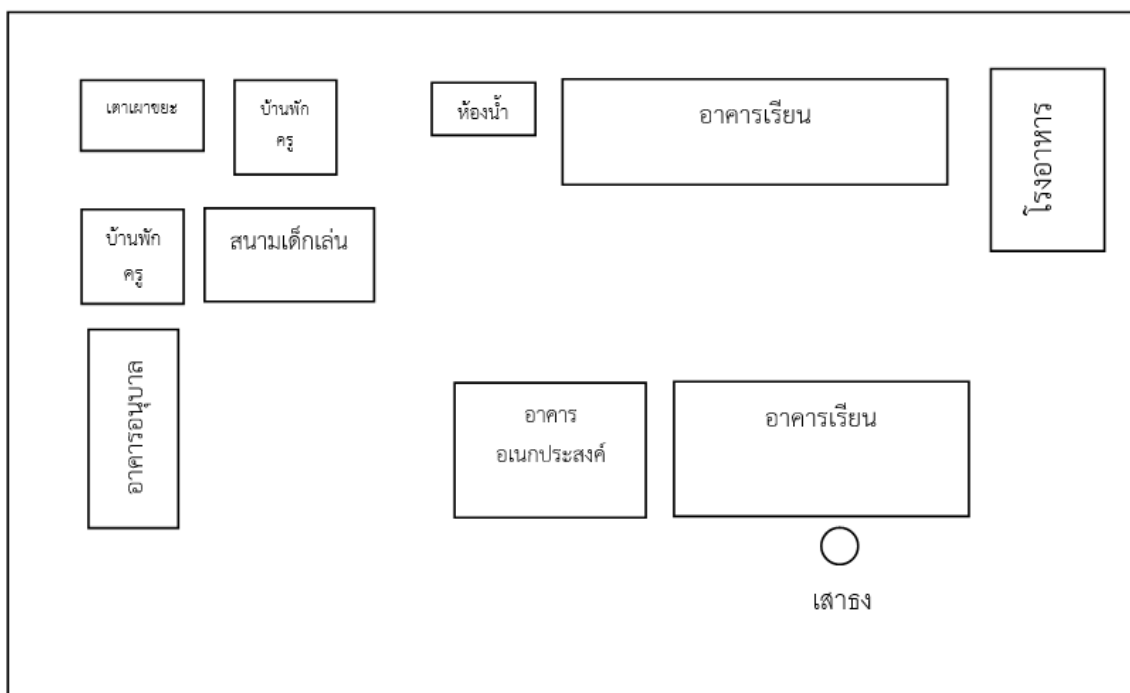 เตาเผาขยะ
บ้านพัก
ครู
ห้องน้ำ
อาคารเรียน
โรงอาหาร
บ้านพัก
ครู
สนามเด็กเล่น
อาคารอนุบาล
อาคาร
อเนกประสงค์
อาคารเรียน
เสาธง